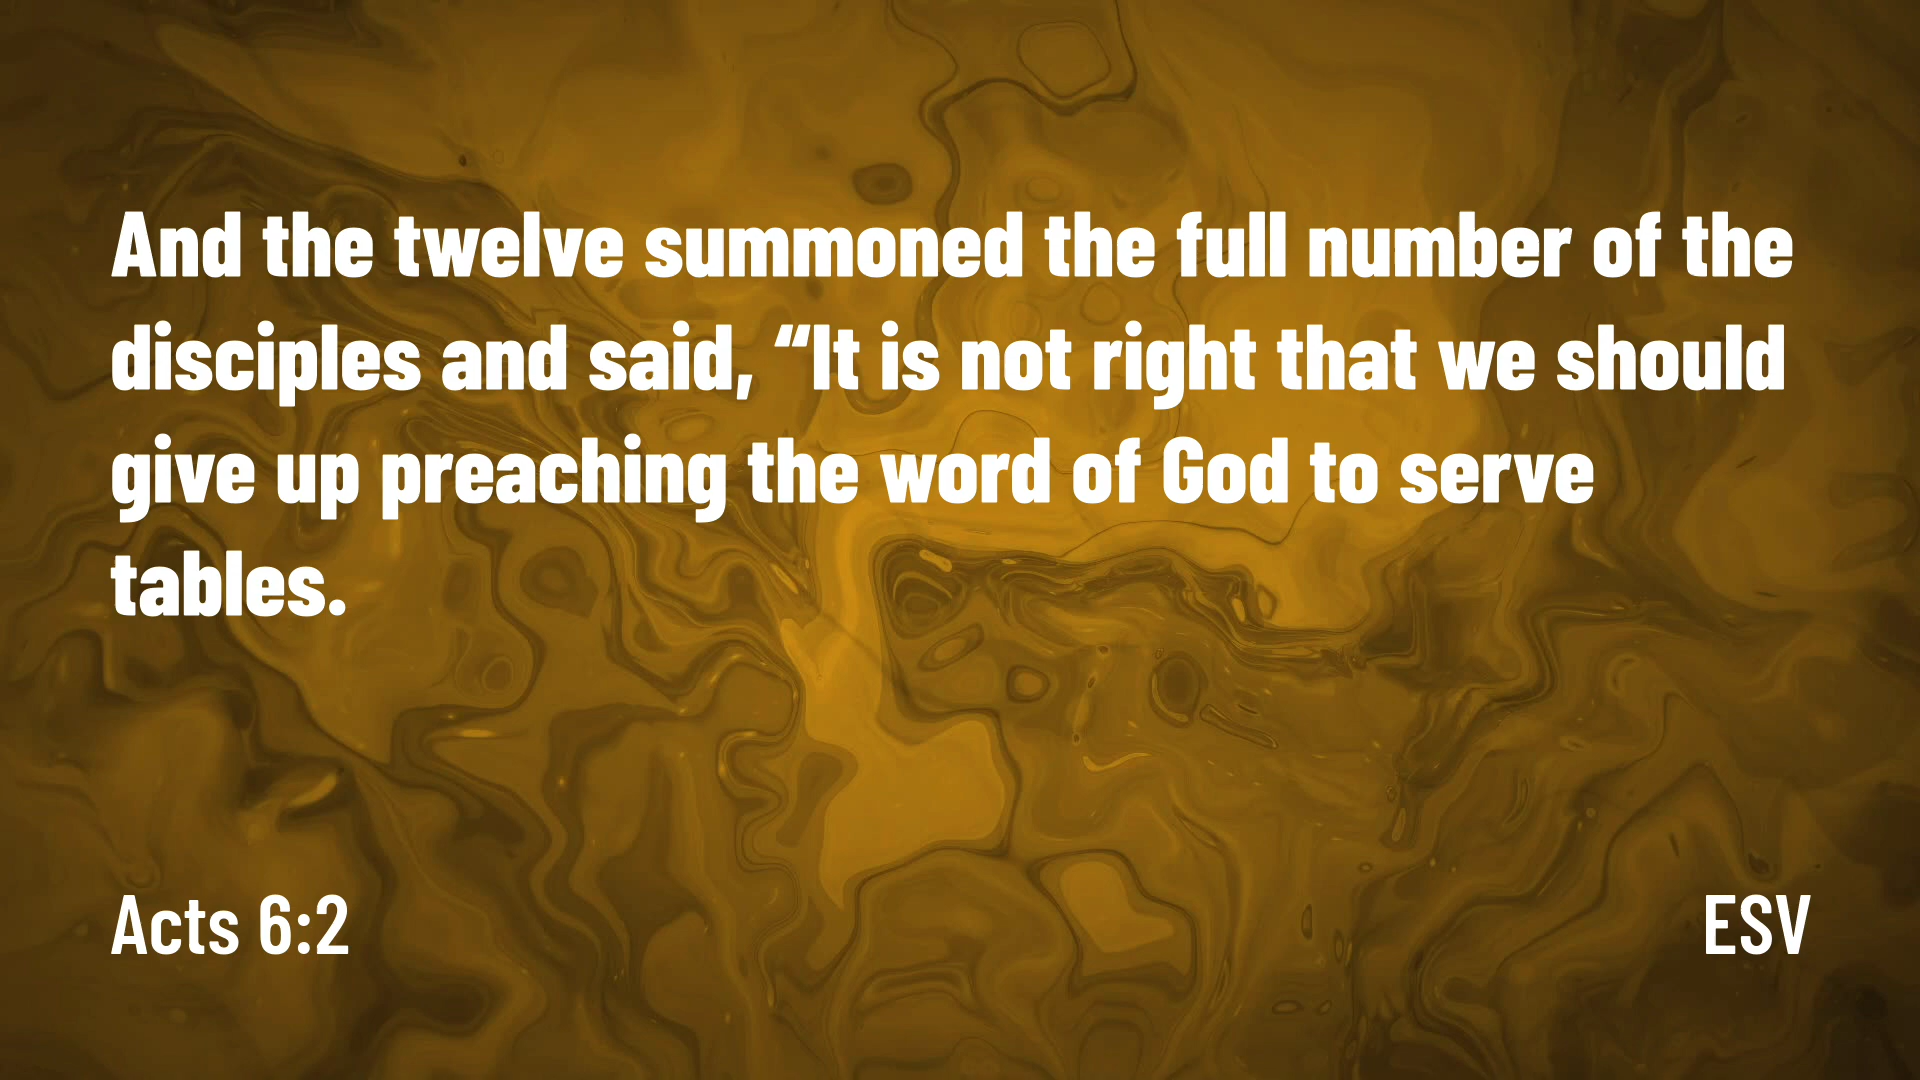 And the twelve summoned the full number of the
disciples and said, “It is not right that we should
give up preaching the word of God to serve
tables.
Acts 6:2
ESV